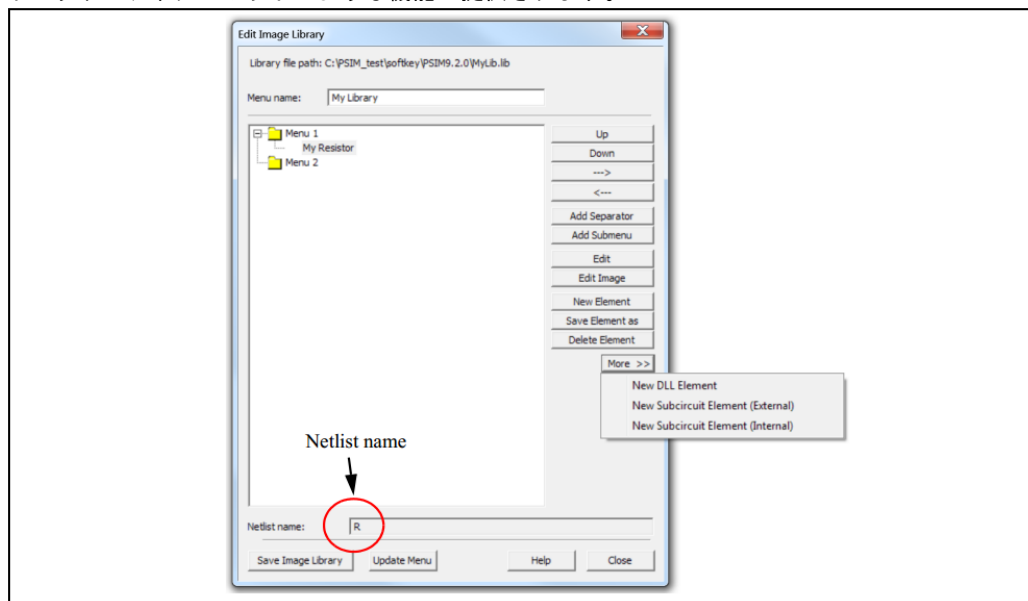 Edit Image Library
Library file path: C:\PSIM_test\softkey\PSIM9.2.0\MyLib.lib
Menu name: My Library
Menu 1
My Resistor
Menu 2
Up
Down
--->
<---
Add Separator
Add Submenu
Edit
Edit Image
New Element
Save Element as
Delete Element
More >>
New DLL Element
New Subcircuit Element (External)
New Subcircuit Element (Internal)
Netlist name
Netlist name: R
Save Image Library
Update Menu
Help
Close